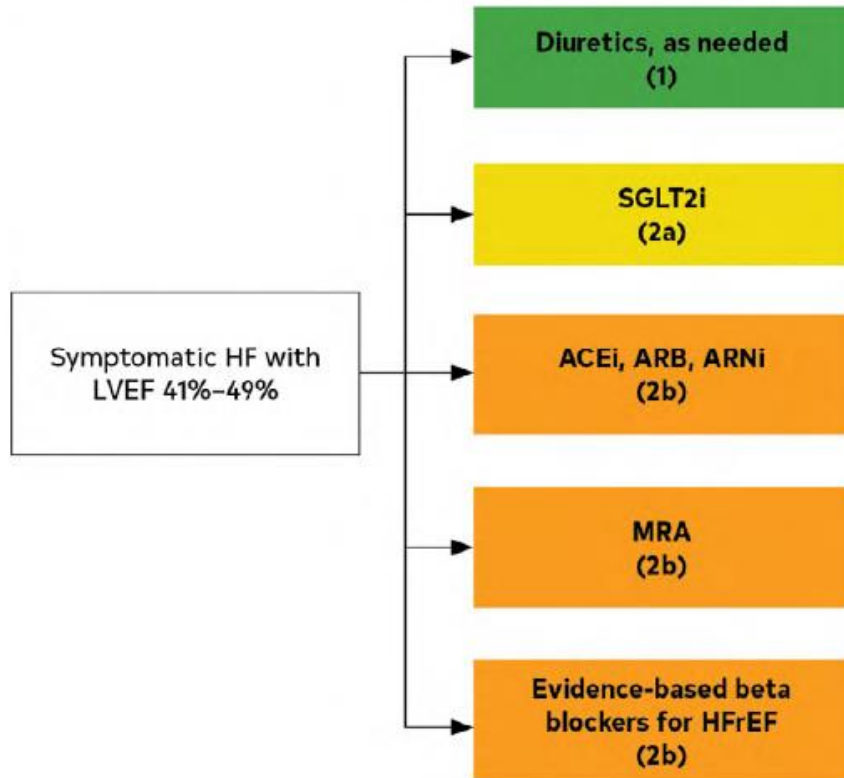 Diuretics, as needed
(1)
SGLT2i
(2a)
Symptomatic HF with
LVEF 41%–49%
ACEi, ARB, ARNi
(2b)
MRA
(2b)
Evidence-based beta
blockers for HFrEF
(2b)